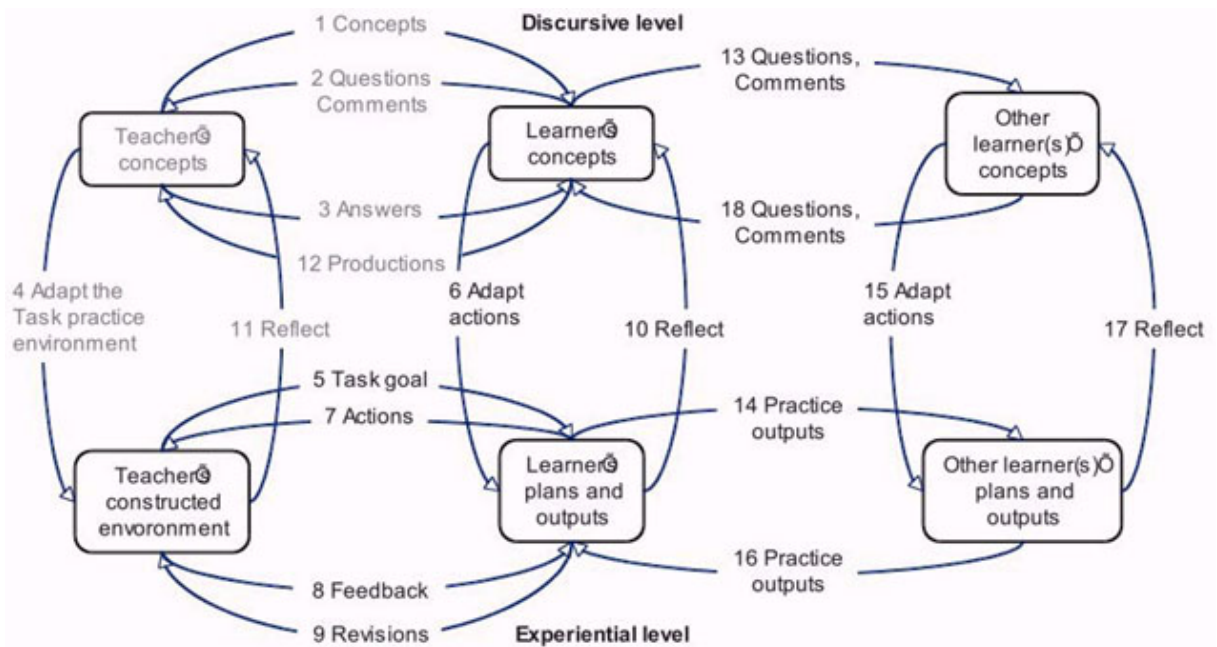 1 Concepts
Discursive level
2 Questions
Comments
13 Questions,
Comments
Teacher
concepts
Learner
concepts
Other
learner(s)Õ
concepts
3 Answers
12 Productions
18 Questions,
Comments
4 Adapt the
Task practice
environment
11 Reflect
6 Adapt
actions
10 Reflect
15 Adapt
actions
17 Reflect
5 Task goal
7 Actions
14 Practice
outputs
Teacher
constructed
envoronment
Learner
plans and
outputs
Other learner(s)Õ
plans and
outputs
8 Feedback
9 Revisions
16 Practice
outputs
Experiential level